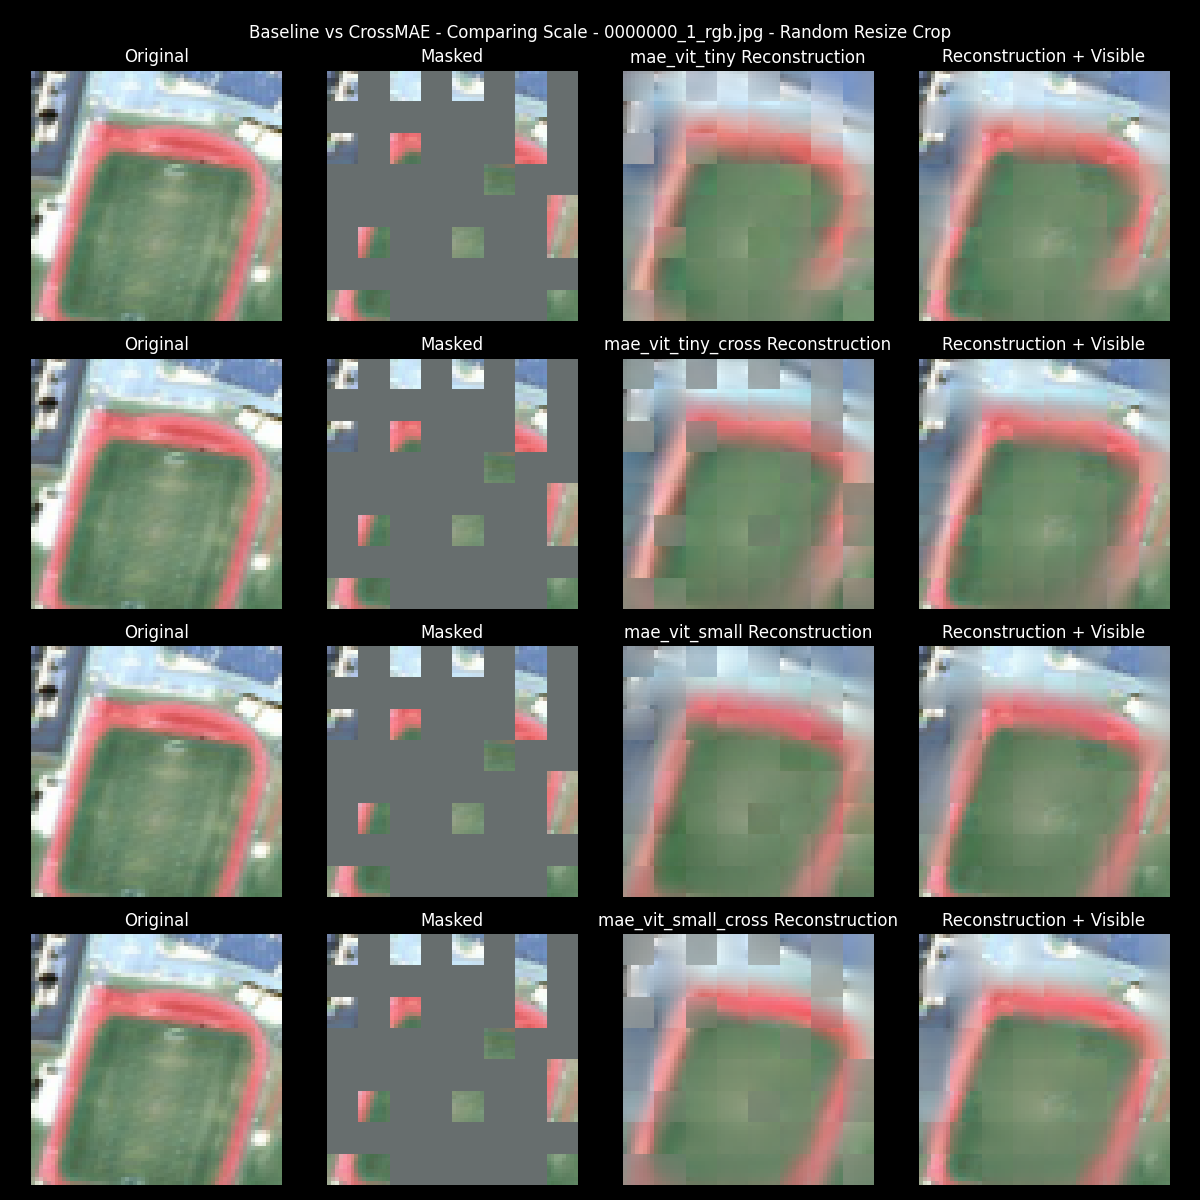 Baseline vs CrossMAE - Comparing Scale - 0000000_1_rgb.jpg - Random Resize Crop
Original Masked mae_vit_tiny Reconstruction Reconstruction + Visible
Original Masked mae_vit_tiny_cross Reconstruction Reconstruction + Visible
Original Masked mae_vit_small Reconstruction Reconstruction + Visible
Original Masked mae_vit_small_cross Reconstruction Reconstruction + Visible